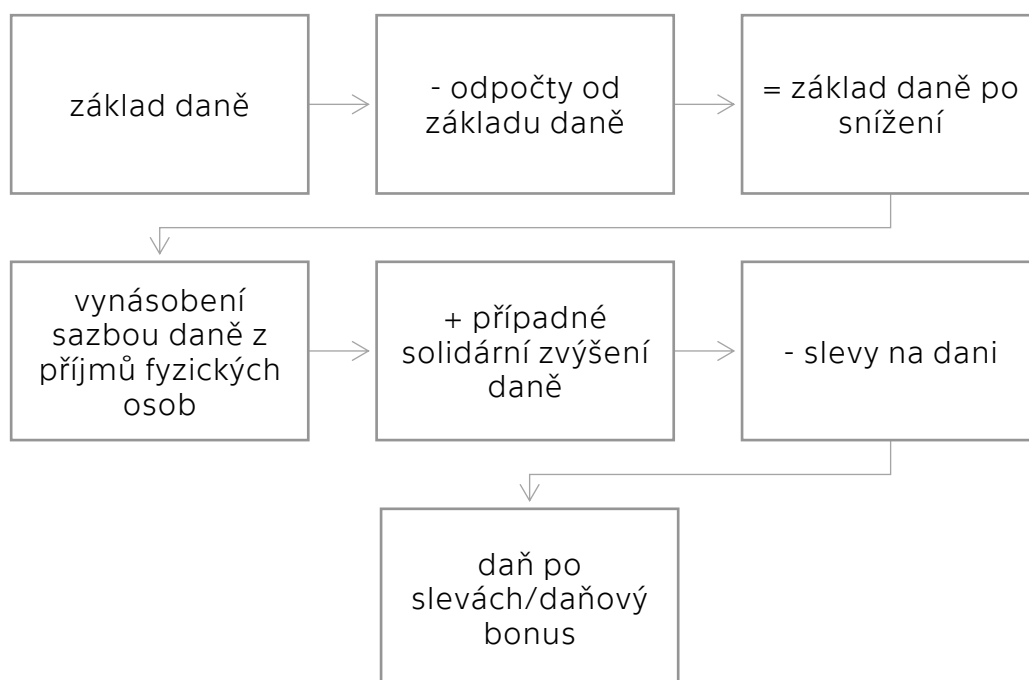 základ daně
- odpočty od
základu daně
= základ daně po
snížení
vynásobení
sazbou daně z
příjmů fyzických
osob
+ případné
solidární zvýšení
daně
- slevy na dani
daň po
slevách/daňový
bonus